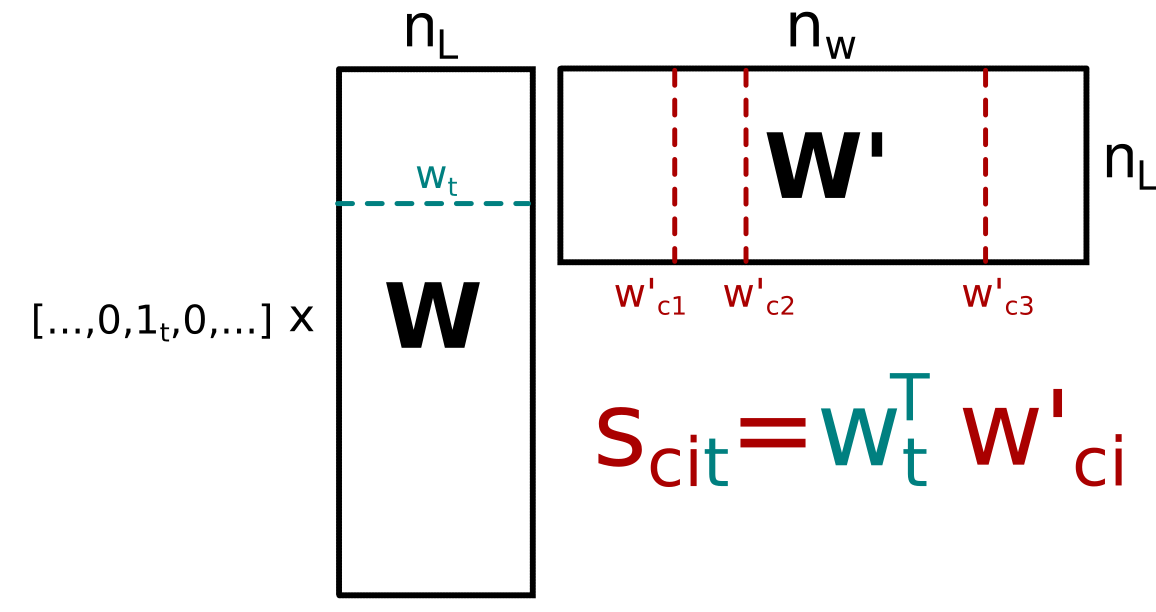 n_L
n_w
w_t
W
W'
n_L
[...,0,1_t,0,...] x
w'_c1 w'_c2 w'_c3
s_cit=w_t^T w'_ci